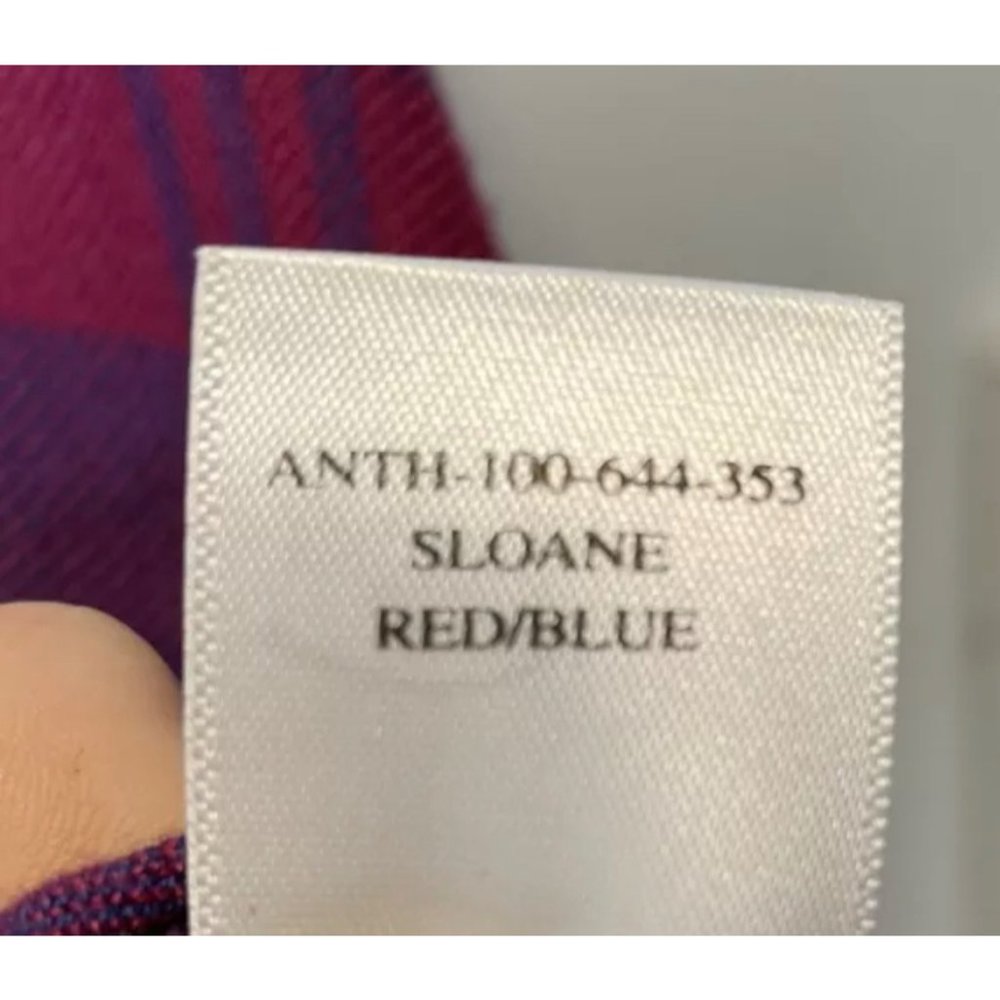 ANTH-100-644-353
SLOANE
RED/BLUE